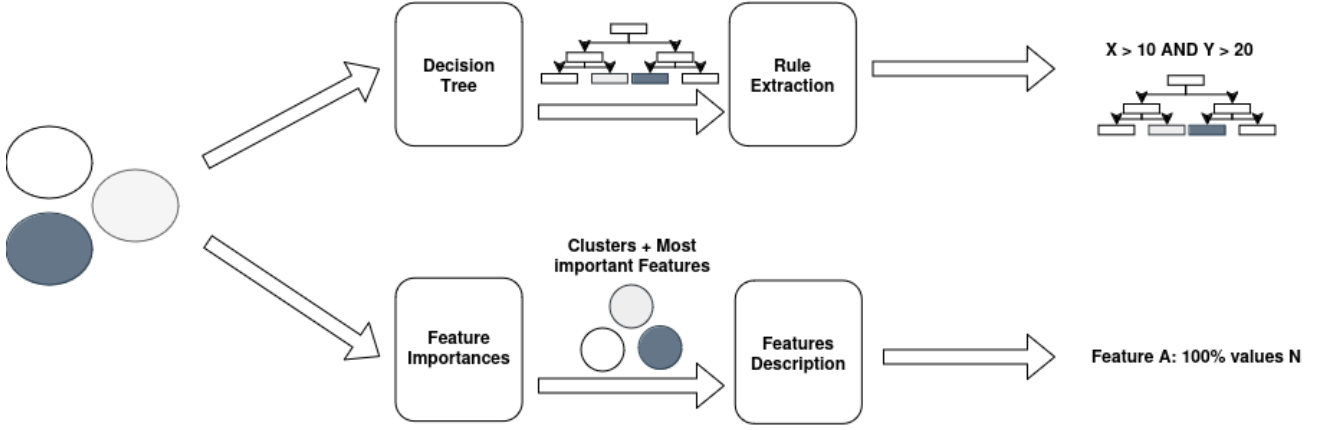 Decision
Tree
Rule
Extraction
X > 10 AND Y > 20
Clusters + Most
important Features
Feature
Importances
Features
Description
Feature A: 100% values N